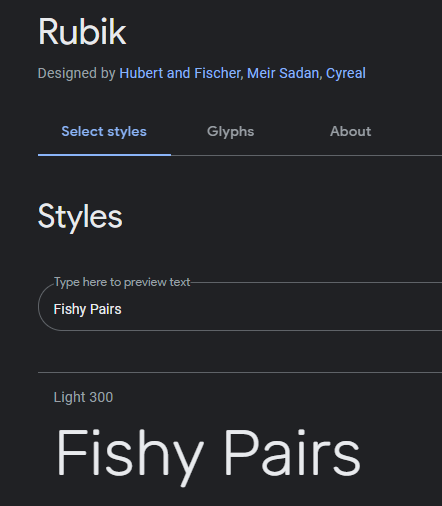 Rubik
Designed by Hubert and Fischer, Meir Sadan, Cyreal
Select styles Glyphs About
Styles
Type here to preview text
Fishy Pairs
Light 300
Fishy Pairs